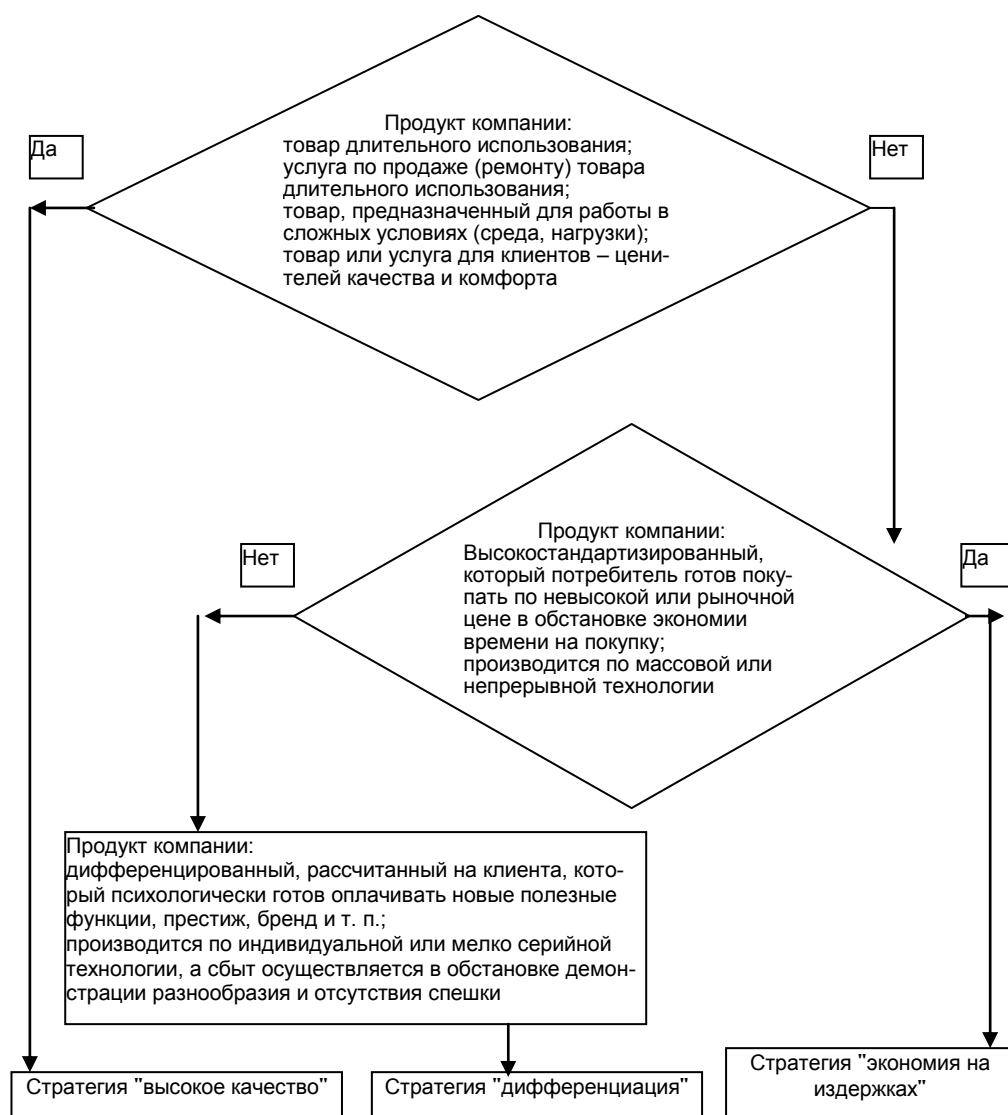 Продукт компании:
товар длительного использования;
услуга по продаже (ремонту) товара
длительного использования;
товар, предназначенный для работы в
сложных условиях (среда, нагрузки);
товар или услуга для клиентов – цени-
телей качества и комфорта
Да
Нет
Продукт компании:
Высокостандартизированный,
который потребитель готов поку-
пать по невысокой или рыночной
цене в обстановке экономии
времени на покупку;
производится по массовой или
непрерывной технологии
Нет
Да
Продукт компании:
дифференцированный, рассчитанный на клиента, кото-
рый психологически готов оплачивать новые полезные
функции, престиж, бренд и т. п.;
производится по индивидуальной или мелко серийной
технологии, а сбыт осуществляется в обстановке демон-
страции разнообразия и отсутствия спешки
Стратегия "высокое качество"
Стратегия "дифференциация"
Стратегия "экономия на
издержках"